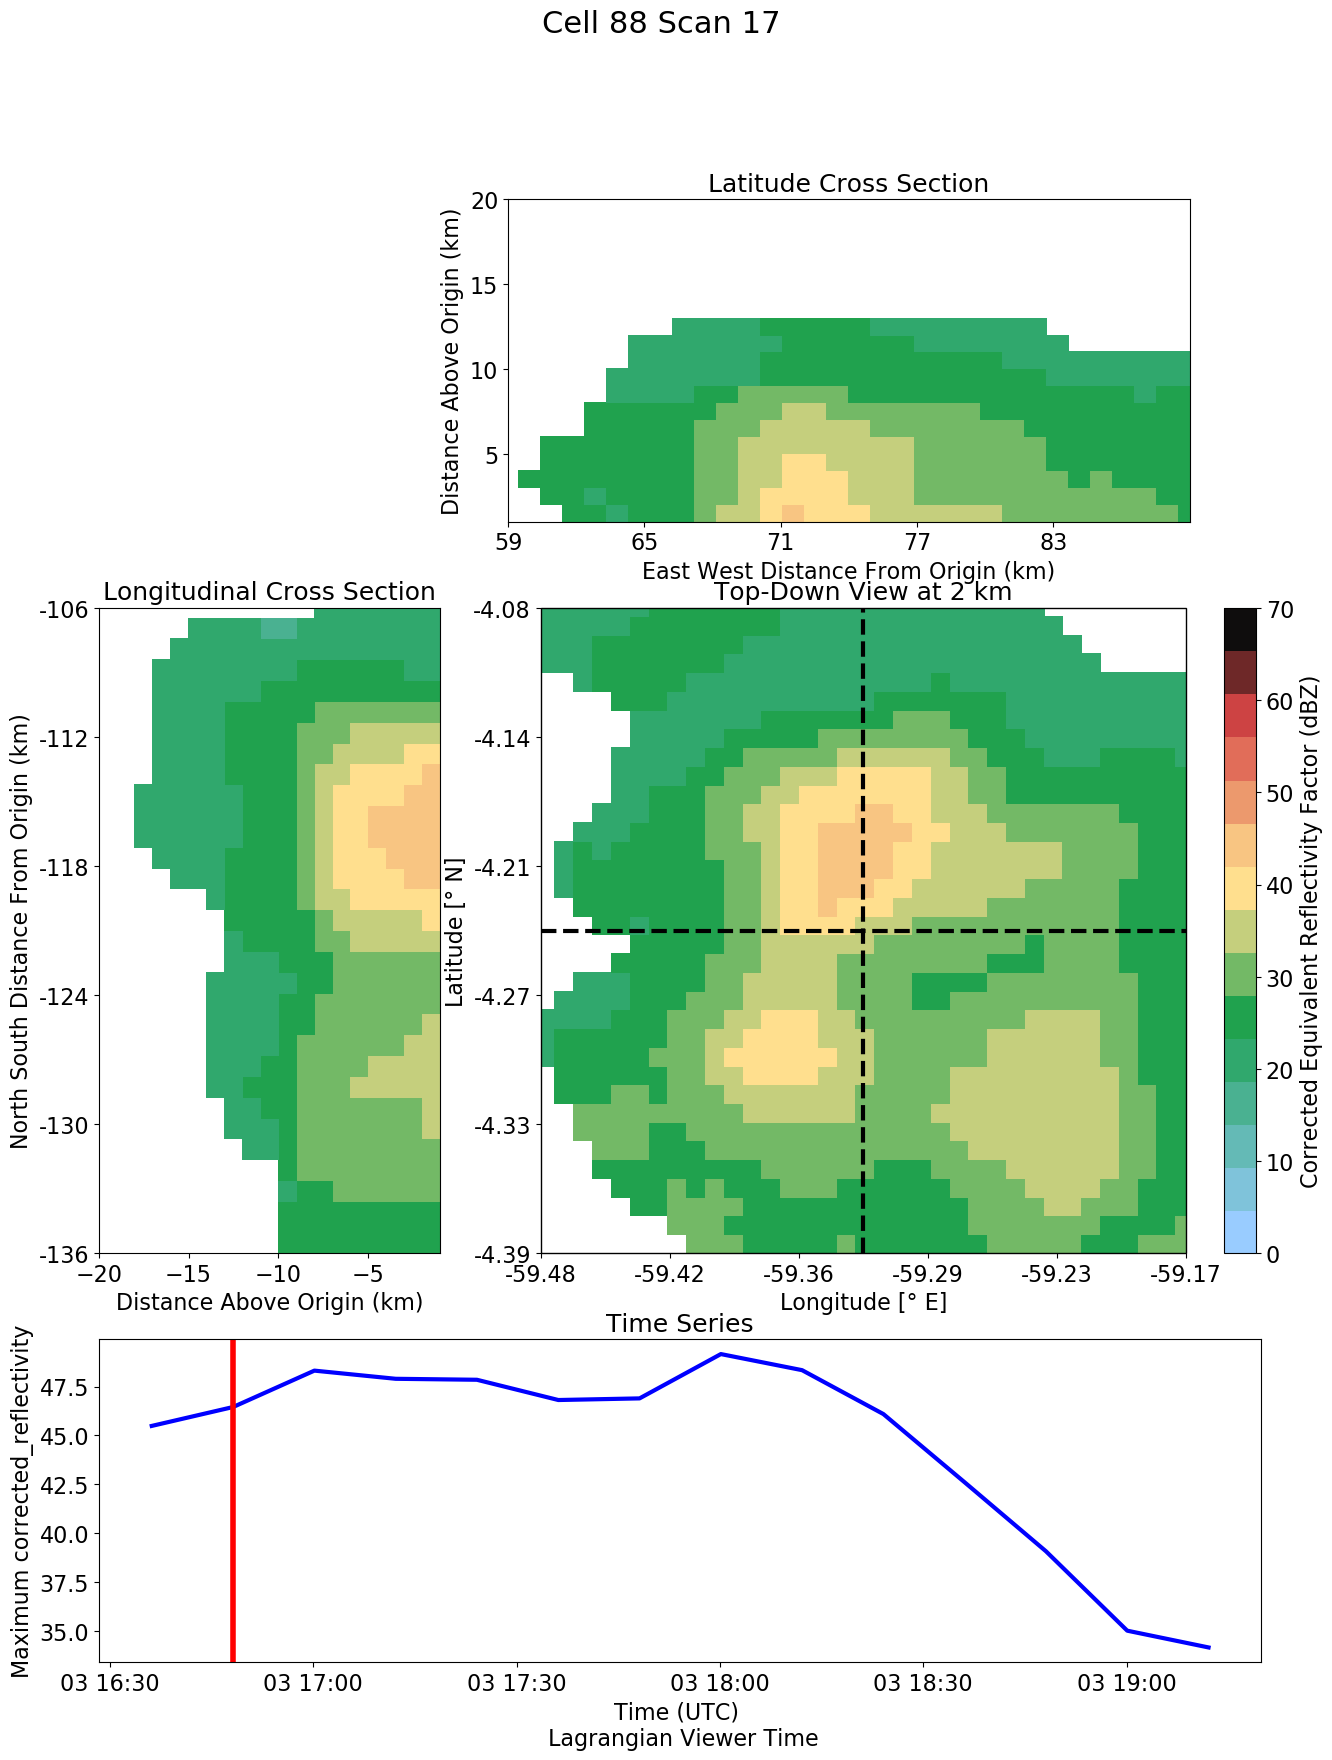 Cell 88 Scan 17
Latitude Cross Section
Distance Above Origin (km)
20
15
10
5
59 65 71 77 83
East West Distance From Origin (km)
Longitudinal Cross Section
North South Distance From Origin (km)
-106
-112
-118
-124
-130
-136
−20 −15 −10 −5
Distance Above Origin (km)
Top-Down View at 2 km
Latitude [° N]
-4.08
-4.14
-4.21
-4.27
-4.33
-4.39
-59.48 -59.42 -59.36 -59.29 -59.23 -59.17
Longitude [° E]
70
60
50
40
30
20
10
0
Corrected Equivalent Reflectivity Factor (dBZ)
Time Series
Maximum corrected_reflectivity
47.5
45.0
42.5
40.0
37.5
35.0
03 16:30 03 17:00 03 17:30 03 18:00 03 18:30 03 19:00
Time (UTC)
Lagrangian Viewer Time